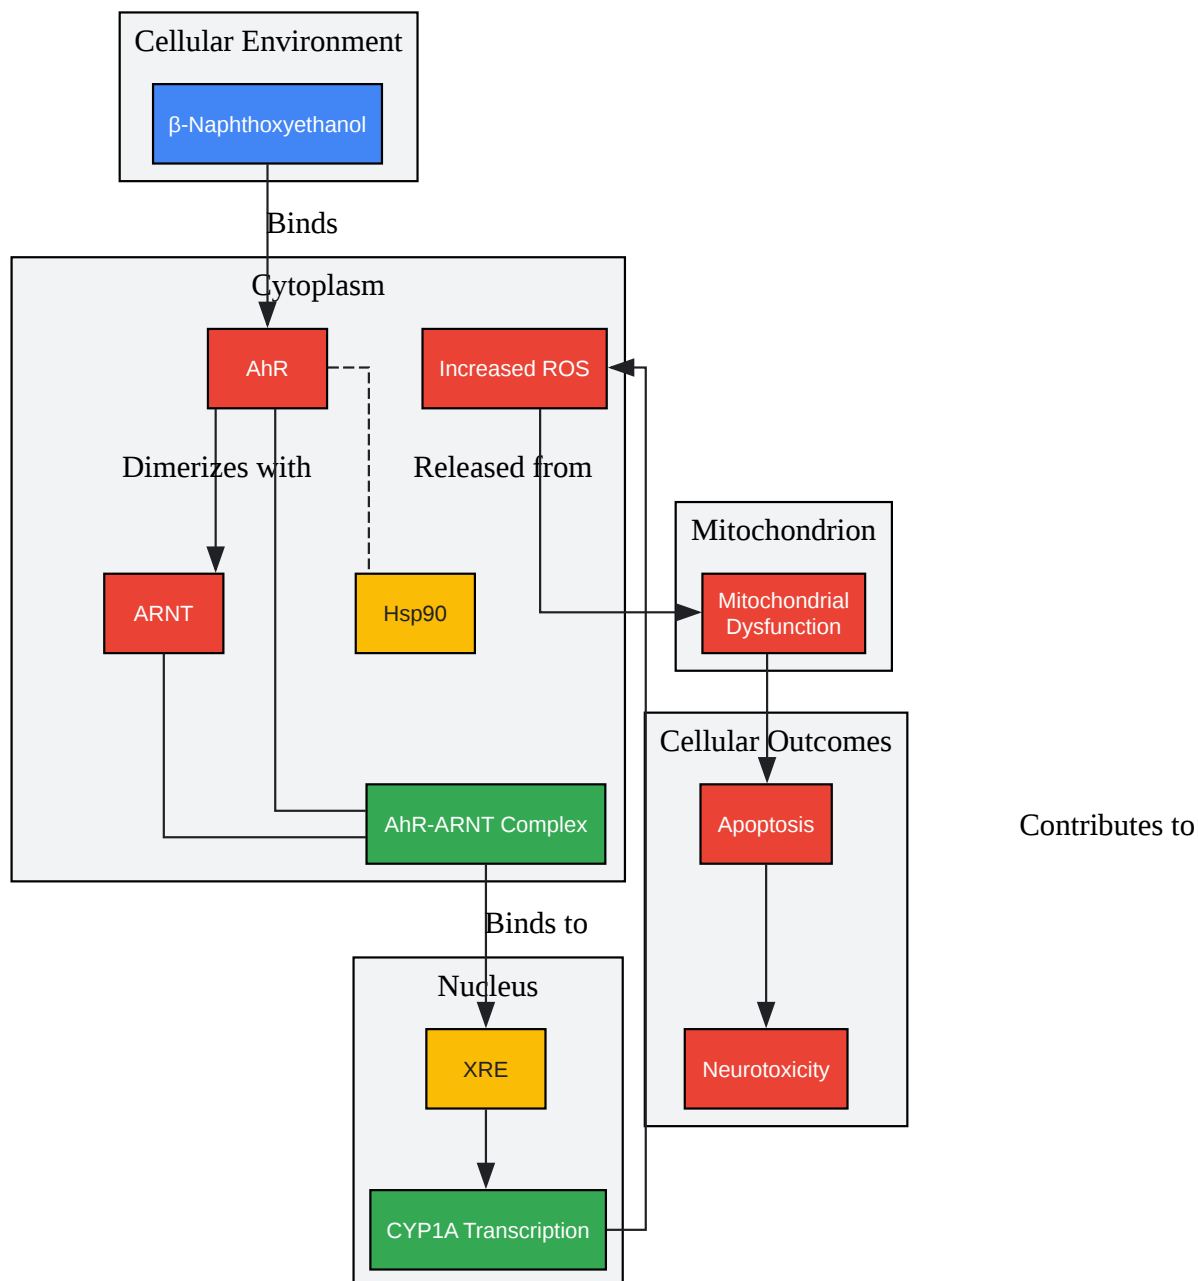 Cellular Environment
β-Naphthoxyethanol
Binds
Cytoplasm
AhR
Increased ROS
Dimerizes with
Released from
Mitochondrion
ARNT
Hsp90
Mitochondrial
Dysfunction
Cellular Outcomes
AhR-ARNT Complex
Apoptosis
Contributes to
Binds to
Nucleus
XRE
Neurotoxicity
CYP1A Transcription